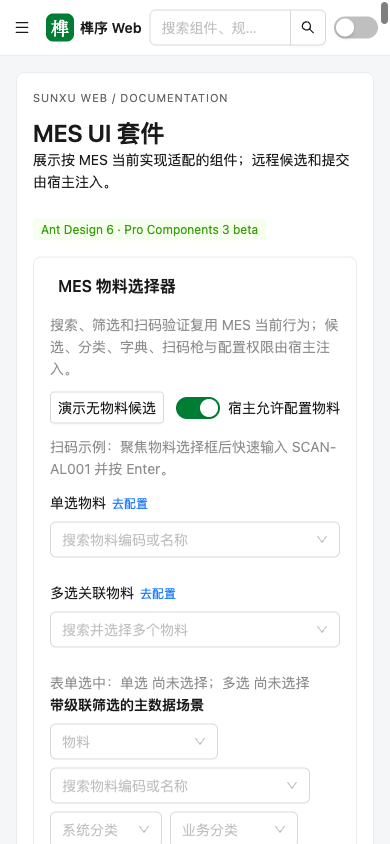 榫 榫序 Web 搜索组件、规...
SUNXU WEB / DOCUMENTATION
MES UI 套件
展示按 MES 当前实现适配的组件；远程候选和提交
由宿主注入。
Ant Design 6 · Pro Components 3 beta
MES 物料选择器
搜索、筛选和扫码验证复用 MES 当前行为；候
选、分类、字典、扫码枪与配置权限由宿主注
入。
演示无物料候选 宿主允许配置物料
扫码示例：聚焦物料选择框后快速输入 SCAN-
AL001 并按 Enter。
单选物料 去配置
搜索物料编码或名称
多选关联物料 去配置
搜索并选择多个物料
表单选中：单选 尚未选择；多选 尚未选择
带级联筛选的主数据场景
物料
搜索物料编码或名称
系统分类 业务分类